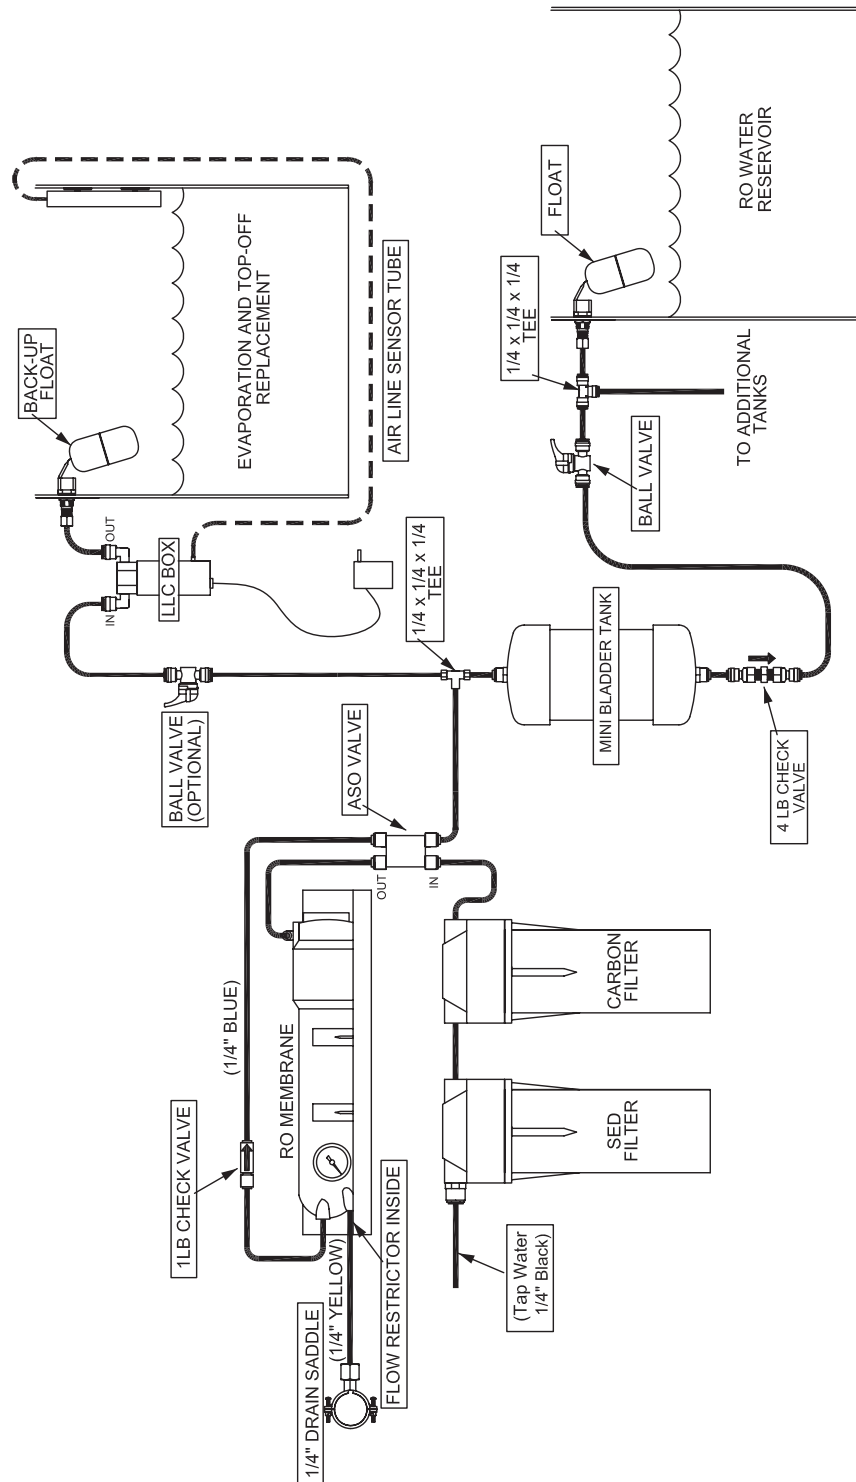 1/4" DRAIN SADDLE
(1/4" YELLOW)
FLOW RESTRICTOR INSIDE
1LB CHECK VALVE
(1/4" BLUE)
RO MEMBRANE
(Tap Water
1/4" Black)
SED
FILTER
CARBON
FILTER
OUT
IN
ASO VALVE
BALL VALVE
(OPTIONAL)
IN
OUT
LLC BOX
1/4 x 1/4 x 1/4
TEE
BACK-UP
FLOAT
EVAPORATION AND TOP-OFF
REPLACEMENT
AIR LINE SENSOR TUBE
MINI BLADDER TANK
4 LB CHECK
VALVE
BALL VALVE
1/4 x 1/4 x 1/4
TEE
TO ADDITIONAL
TANKS
FLOAT
RO WATER
RESERVOIR